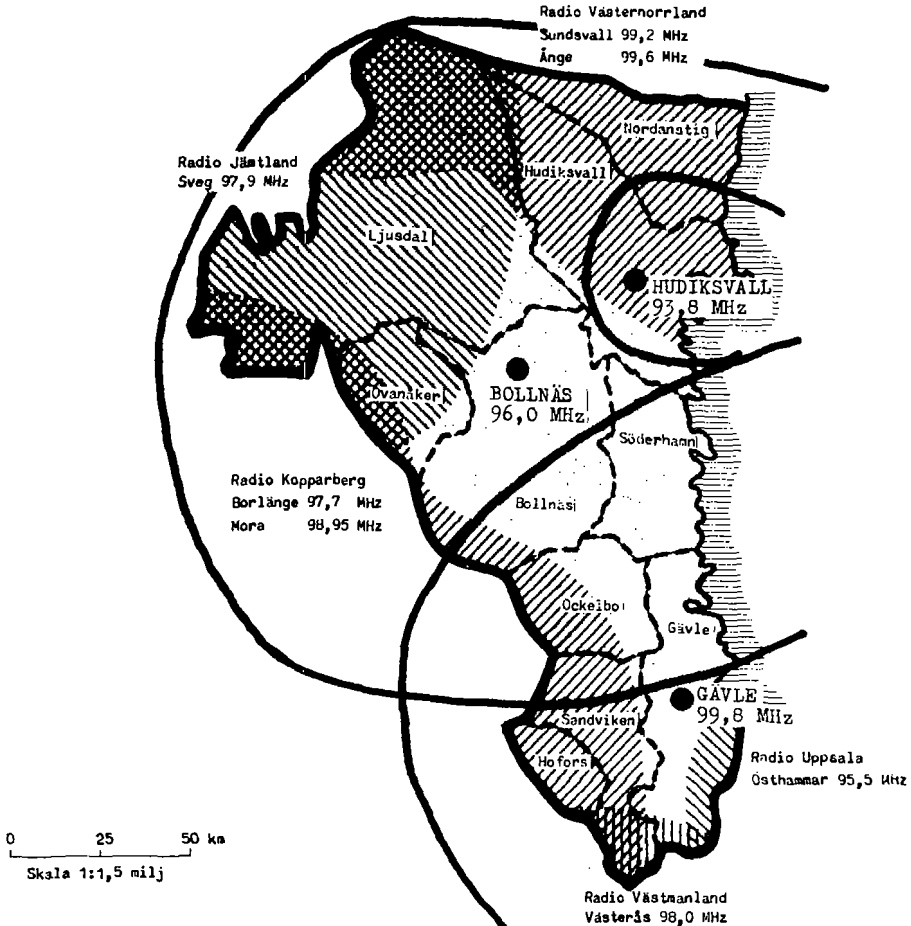 Radio Västernorrland
Sundsvall 99,2 MHz
Ånge 99,6 MHz
Nordanstig
Hudiksvall
Radio Jämtland
Sveg 97,9 MHz
Ljusdal
HUDIKSVALL
93,8 MHz
Ovanåker
BOLLNÄS
96,0 MHz
Söderhamn
Radio Kopparberg
Borlänge 97,7 MHz
Mora 98,95 MHz
Bollnäs
Ockelbo
Gävle
GÄVLE
99,8 MHz
Sandviken
Hofors
Radio Uppsala
Östhammar 95,5 MHz
0 25 50 km
Skala 1:1,5 milj
Radio Västmanland
Västerås 98,0 MHz